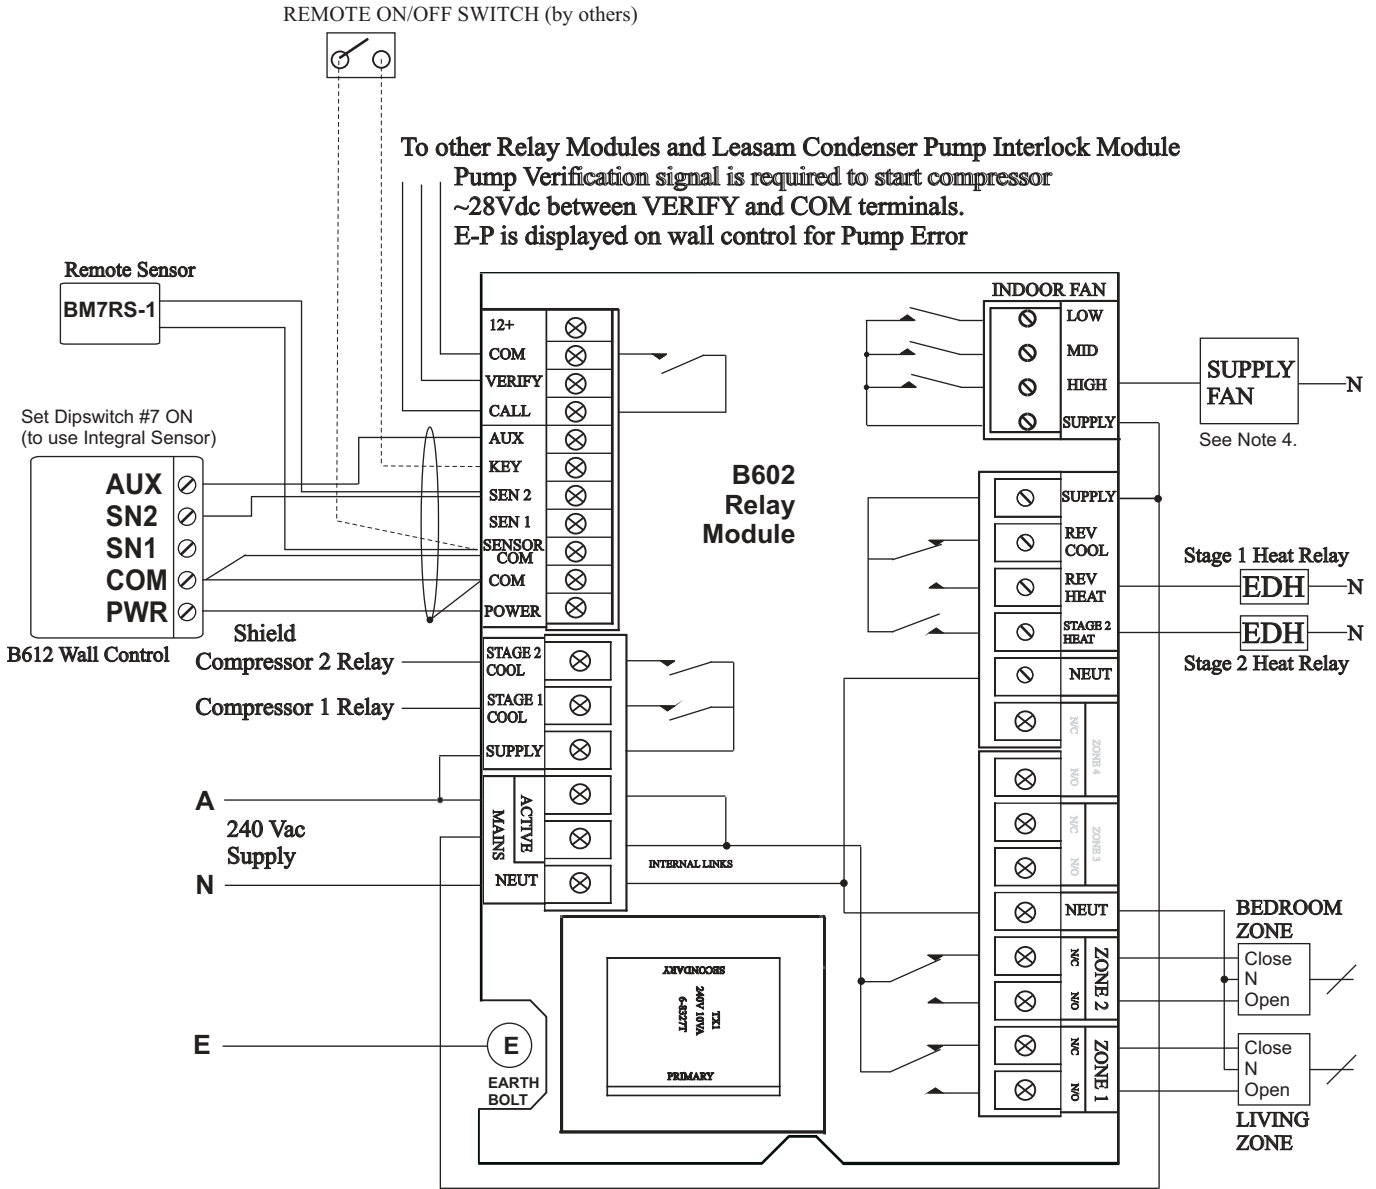 REMOTE ON/OFF SWITCH (by others)
To other Relay Modules and Leasam Condenser Pump Interlock Module
Pump Verification signal is required to start compressor
~28Vdc between VERIFY and COM terminals.
E-P is displayed on wall control for Pump Error
Remote Sensor
BM7RS-1
Set Dipswitch #7 ON
(to use Integral Sensor)
AUX
SN2
SN1
COM
PWR
B612 Wall Control
Shield
Compressor 2 Relay
Compressor 1 Relay
A
240 Vac
Supply
N
E
12+
COM
VERIFY
CALL
AUX
KEY
SEN 2
SEN 1
SENSOR
COM
COM
POWER
STAGE 2
COOL
STAGE 1
COOL
SUPPLY
ACTIVE
MAINS
NEUT
INTERNAL LINKS
E
EARTH
BOLT
SECONDARY
TX1
240V 10VA
6-8327T
PRIMARY
B602
Relay
Module
INDOOR FAN
LOW
MID
HIGH
SUPPLY
SUPPLY
FAN
N
See Note 4.
SUPPLY
REV
COOL
REV
HEAT
STAGE 2
HEAT
NEUT
N/C
N/O
ZONE 4
N/C
N/O
ZONE 3
NEUT
N/C
N/O
ZONE 2
N/C
N/O
ZONE 1
Stage 1 Heat Relay
EDH
N
EDH
N
Stage 2 Heat Relay
BEDROOM
ZONE
Close
N
Open
Close
N
Open
LIVING
ZONE